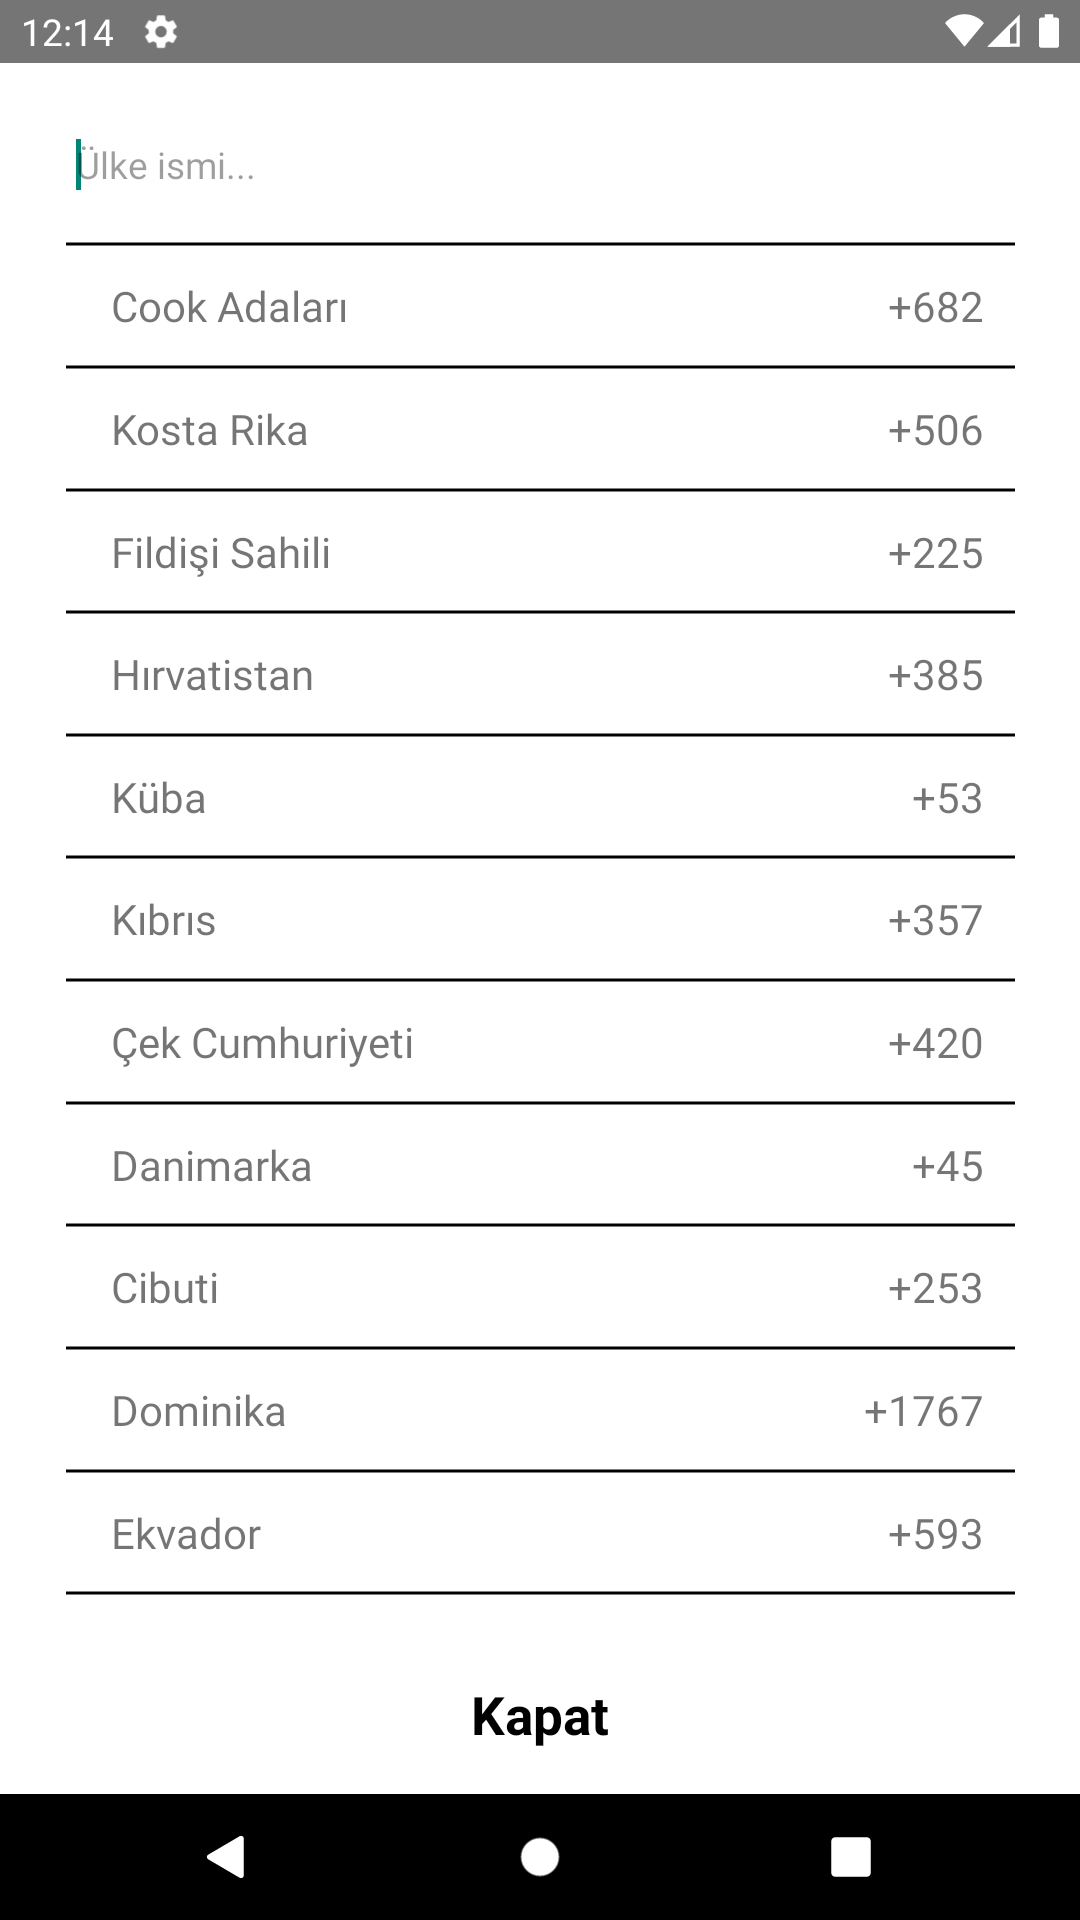 12:14
Ülke ismi...
Cook Adaları +682
Kosta Rika +506
Fildişi Sahili +225
Hırvatistan +385
Küba +53
Kıbrıs +357
Çek Cumhuriyeti +420
Danimarka +45
Cibuti +253
Dominika +1767
Ekvador +593
Kapat